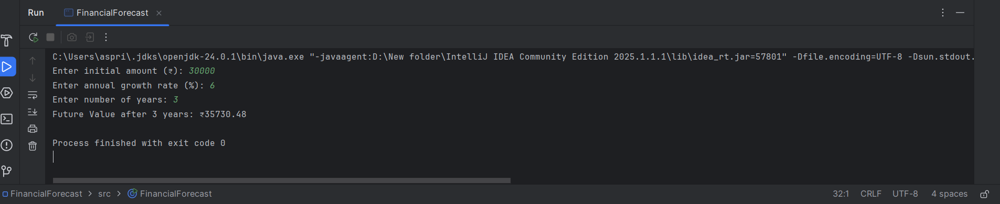 Run FinancialForecast
C:\Users\aspri\.jdks\openjdk-24.0.1\bin\java.exe "-javaagent:D:\New folder\IntelliJ IDEA Community Edition 2025.1.1.1\lib\idea_rt.jar=57801" -Dfile.encoding=UTF-8 -Dsun.stdout.
Enter initial amount (₹): 30000
Enter annual growth rate (%): 6
Enter number of years: 3
Future Value after 3 years: ₹35730.48
Process finished with exit code 0
FinancialForecast > src > FinancialForecast 32:1 CRLF UTF-8 4 spaces